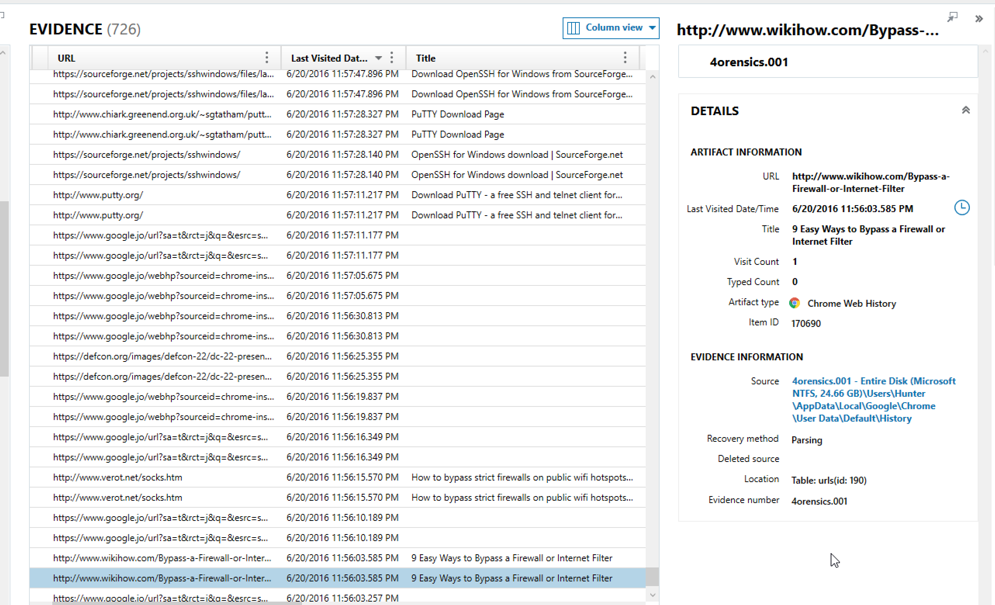 EVIDENCE (726)
Column view
URL Last Visited Dat... Title
https://sourceforge.net/projects/sshwindows/files/la... 6/20/2016 11:57:47.896 PM Download OpenSSH for Windows from SourceForge...
https://sourceforge.net/projects/sshwindows/files/la... 6/20/2016 11:57:47.896 PM Download OpenSSH for Windows from SourceForge...
http://www.chiark.greenend.org.uk/~sgtatham/putt... 6/20/2016 11:57:28.327 PM PuTTY Download Page
http://www.chiark.greenend.org.uk/~sgtatham/putt... 6/20/2016 11:57:28.327 PM PuTTY Download Page
https://sourceforge.net/projects/sshwindows/ 6/20/2016 11:57:28.140 PM OpenSSH for Windows download | SourceForge.net
https://sourceforge.net/projects/sshwindows/ 6/20/2016 11:57:28.140 PM OpenSSH for Windows download | SourceForge.net
http://www.putty.org/ 6/20/2016 11:57:11.217 PM Download PuTTY - a free SSH and telnet client for...
http://www.putty.org/ 6/20/2016 11:57:11.217 PM Download PuTTY - a free SSH and telnet client for...
https://www.google.jo/url?sa=t&rct=j&q=&esrc=s... 6/20/2016 11:57:11.177 PM
https://www.google.jo/url?sa=t&rct=j&q=&esrc=s... 6/20/2016 11:57:11.177 PM
https://www.google.jo/webhp?sourceid=chrome-ins... 6/20/2016 11:57:05.675 PM
https://www.google.jo/webhp?sourceid=chrome-ins... 6/20/2016 11:57:05.675 PM
https://www.google.jo/webhp?sourceid=chrome-ins... 6/20/2016 11:56:30.813 PM
https://www.google.jo/webhp?sourceid=chrome-ins... 6/20/2016 11:56:30.813 PM
https://defcon.org/images/defcon-22/dc-22-presen... 6/20/2016 11:56:25.355 PM
https://defcon.org/images/defcon-22/dc-22-presen... 6/20/2016 11:56:25.355 PM
https://www.google.jo/webhp?sourceid=chrome-ins... 6/20/2016 11:56:19.837 PM
https://www.google.jo/webhp?sourceid=chrome-ins... 6/20/2016 11:56:19.837 PM
https://www.google.jo/url?sa=t&rct=j&q=&esrc=s... 6/20/2016 11:56:16.349 PM
https://www.google.jo/url?sa=t&rct=j&q=&esrc=s... 6/20/2016 11:56:16.349 PM
http://www.verot.net/socks.htm 6/20/2016 11:56:15.570 PM How to bypass strict firewalls on public wifi hotspots...
http://www.verot.net/socks.htm 6/20/2016 11:56:15.570 PM How to bypass strict firewalls on public wifi hotspots...
https://www.google.jo/url?sa=t&rct=j&q=&esrc=s... 6/20/2016 11:56:10.189 PM
https://www.google.jo/url?sa=t&rct=j&q=&esrc=s... 6/20/2016 11:56:10.189 PM
http://www.wikihow.com/Bypass-a-Firewall-or-Inter... 6/20/2016 11:56:03.585 PM 9 Easy Ways to Bypass a Firewall or Internet Filter
http://www.wikihow.com/Bypass-a-Firewall-or-Inter... 6/20/2016 11:56:03.585 PM 9 Easy Ways to Bypass a Firewall or Internet Filter
https://www.google.jo/url?sa=t&rct=j&q=&esrc=s... 6/20/2016 11:56:03.257 PM
http://www.wikihow.com/Bypass-...
4orensics.001
DETAILS
ARTIFACT INFORMATION
URL http://www.wikihow.com/Bypass-a-
Firewall-or-Internet-Filter
Last Visited Date/Time 6/20/2016 11:56:03.585 PM
Title 9 Easy Ways to Bypass a Firewall or
Internet Filter
Visit Count 1
Typed Count 0
Artifact type Chrome Web History
Item ID 170690
EVIDENCE INFORMATION
Source 4orensics.001 - Entire Disk (Microsoft
NTFS, 24.66 GB)\Users\Hunter
\AppData\Local\Google\Chrome
\User Data\Default\History
Recovery method Parsing
Deleted source
Location Table: urls(id: 190)
Evidence number 4orensics.001